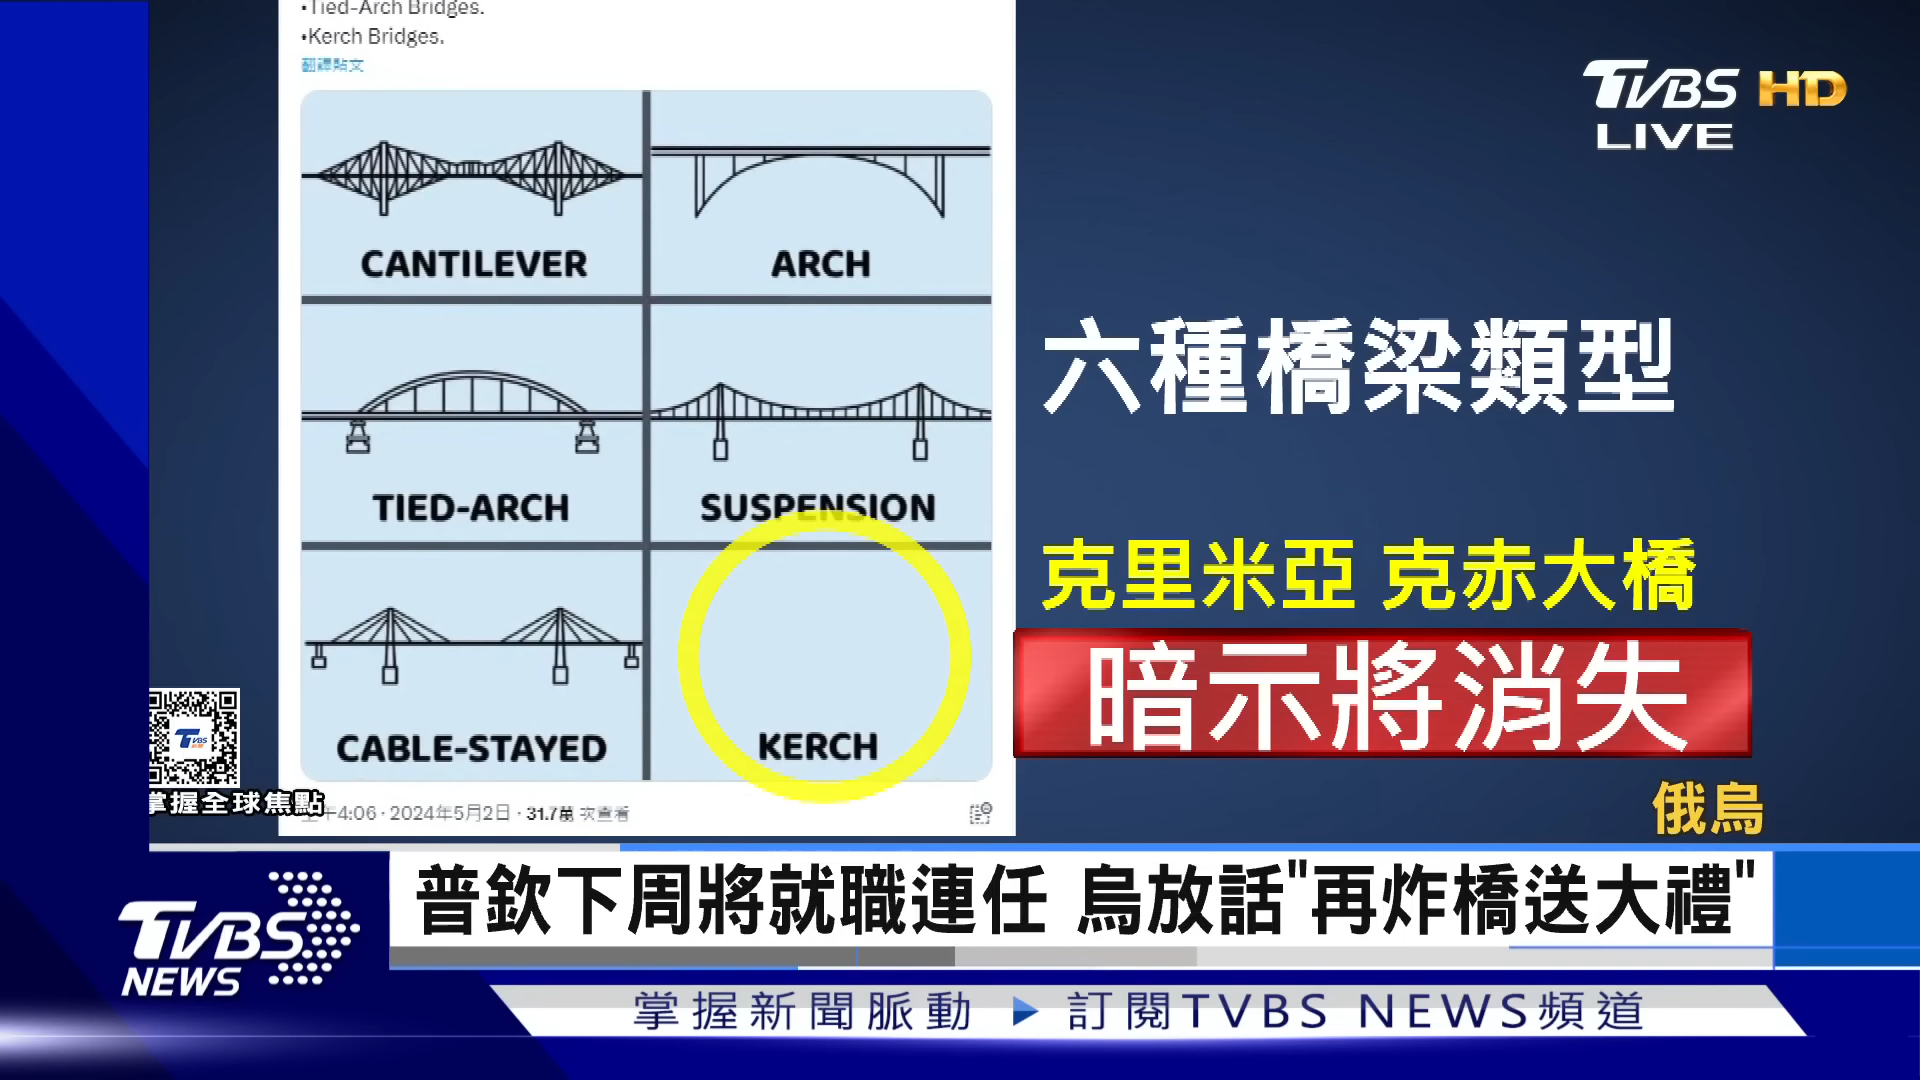 •Tied-Arch Bridges.
•Kerch Bridges.
翻譯貼文
CANTILEVER
ARCH
TIED-ARCH
SUSPENSION
CABLE-STAYED
KERCH
午4:06 · 2024年5月2日 · 31.7萬 次查看
TVBS HD
LIVE
六種橋梁類型
克里米亞 克赤大橋
暗示將消失
俄烏
TVBS
掌握全球焦點
普欽下周將就職連任 烏放話"再炸橋送大禮"
TVBS
NEWS
掌握新聞脈動 ▶ 訂閱TVBS NEWS頻道